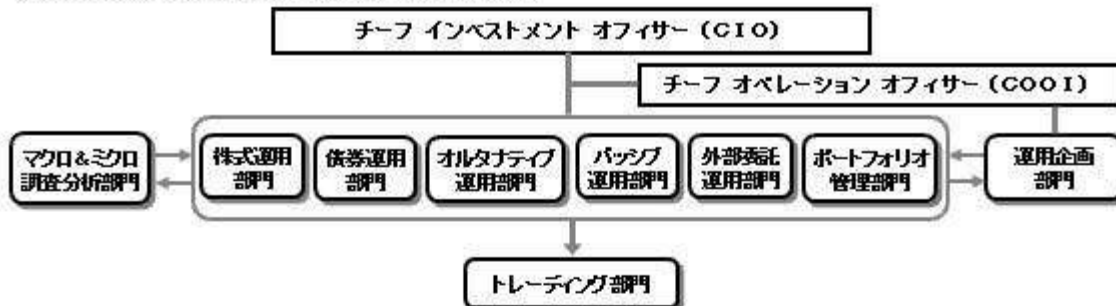 チーフ インベストメント オフィサー（ＣＩＯ）
チーフ オペレーション オフィサー（ＣＯＯＩ）
マクロ＆ミクロ
調査分析部門
株式運用
部門
債券運用
部門
オルタナティブ
運用部門
パッシブ
運用部門
外部委託
運用部門
ポートフォリオ
管理部門
運用企画
部門
トレーディング部門